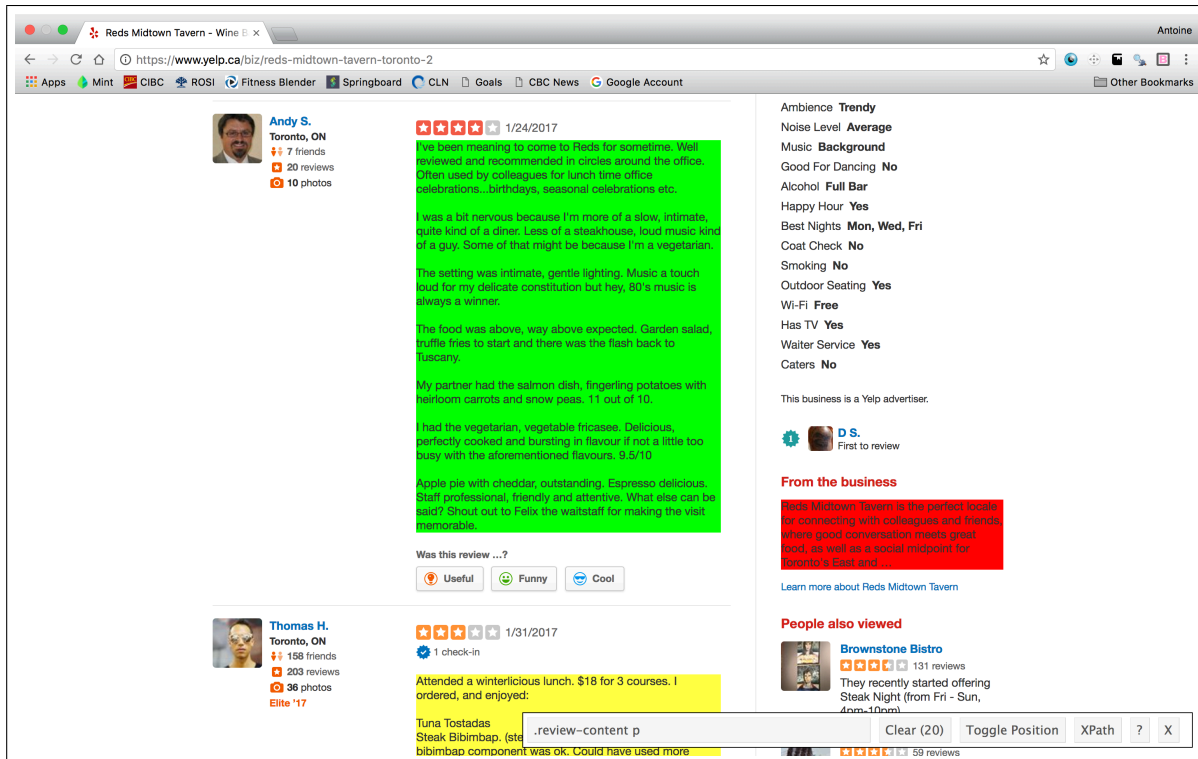 Reds Midtown Tavern - Wine B
Antoine
https://www.yelp.ca/biz/reds-midtown-tavern-toronto-2
Apps Mint CIBC ROSI Fitness Blender Springboard CLN Goals CBC News Google Account Other Bookmarks
Andy S.
Toronto, ON
7 friends
20 reviews
10 photos
1/24/2017
I've been meaning to come to Reds for sometime. Well
reviewed and recommended in circles around the office.
Often used by colleagues for lunch time office
celebrations...birthdays, seasonal celebrations etc.
I was a bit nervous because I'm more of a slow, intimate,
quite kind of a diner. Less of a steakhouse, loud music kind
of a guy. Some of that might be because I'm a vegetarian.
The setting was intimate, gentle lighting. Music a touch
loud for my delicate constitution but hey, 80's music is
always a winner.
The food was above, way above expected. Garden salad,
truffle fries to start and there was the flash back to
Tuscany.
My partner had the salmon dish, fingerling potatoes with
heirloom carrots and snow peas. 11 out of 10.
I had the vegetarian, vegetable fricasee. Delicious,
perfectly cooked and bursting in flavour if not a little too
busy with the aforementioned flavours. 9.5/10
Apple pie with cheddar, outstanding. Espresso delicious.
Staff professional, friendly and attentive. What else can be
said? Shout out to Felix the waitstaff for making the visit
memorable.
Was this review ...?
Useful Funny Cool
Thomas H.
Toronto, ON
158 friends
203 reviews
36 photos
Elite '17
1/31/2017
1 check-in
Attended a winterlicious lunch. $18 for 3 courses. I
ordered, and enjoyed:
Tuna Tostadas
Steak Bibimbap. (ste
bibimbap component was ok. Could have used more
Ambience Trendy
Noise Level Average
Music Background
Good For Dancing No
Alcohol Full Bar
Happy Hour Yes
Best Nights Mon, Wed, Fri
Coat Check No
Smoking No
Outdoor Seating Yes
Wi-Fi Free
Has TV Yes
Waiter Service Yes
Caters No
This business is a Yelp advertiser.
1
D S.
First to review
From the business
Reds Midtown Tavern is the perfect locale
for connecting with colleagues and friends,
where good conversation meets great
food, as well as a social midpoint for
Toronto's East and ...
Learn more about Reds Midtown Tavern
People also viewed
Brownstone Bistro
131 reviews
They recently started offering
Steak Night (from Fri - Sun,
4pm-10pm)
59 reviews
.review-content p
Clear (20) Toggle Position XPath ? X